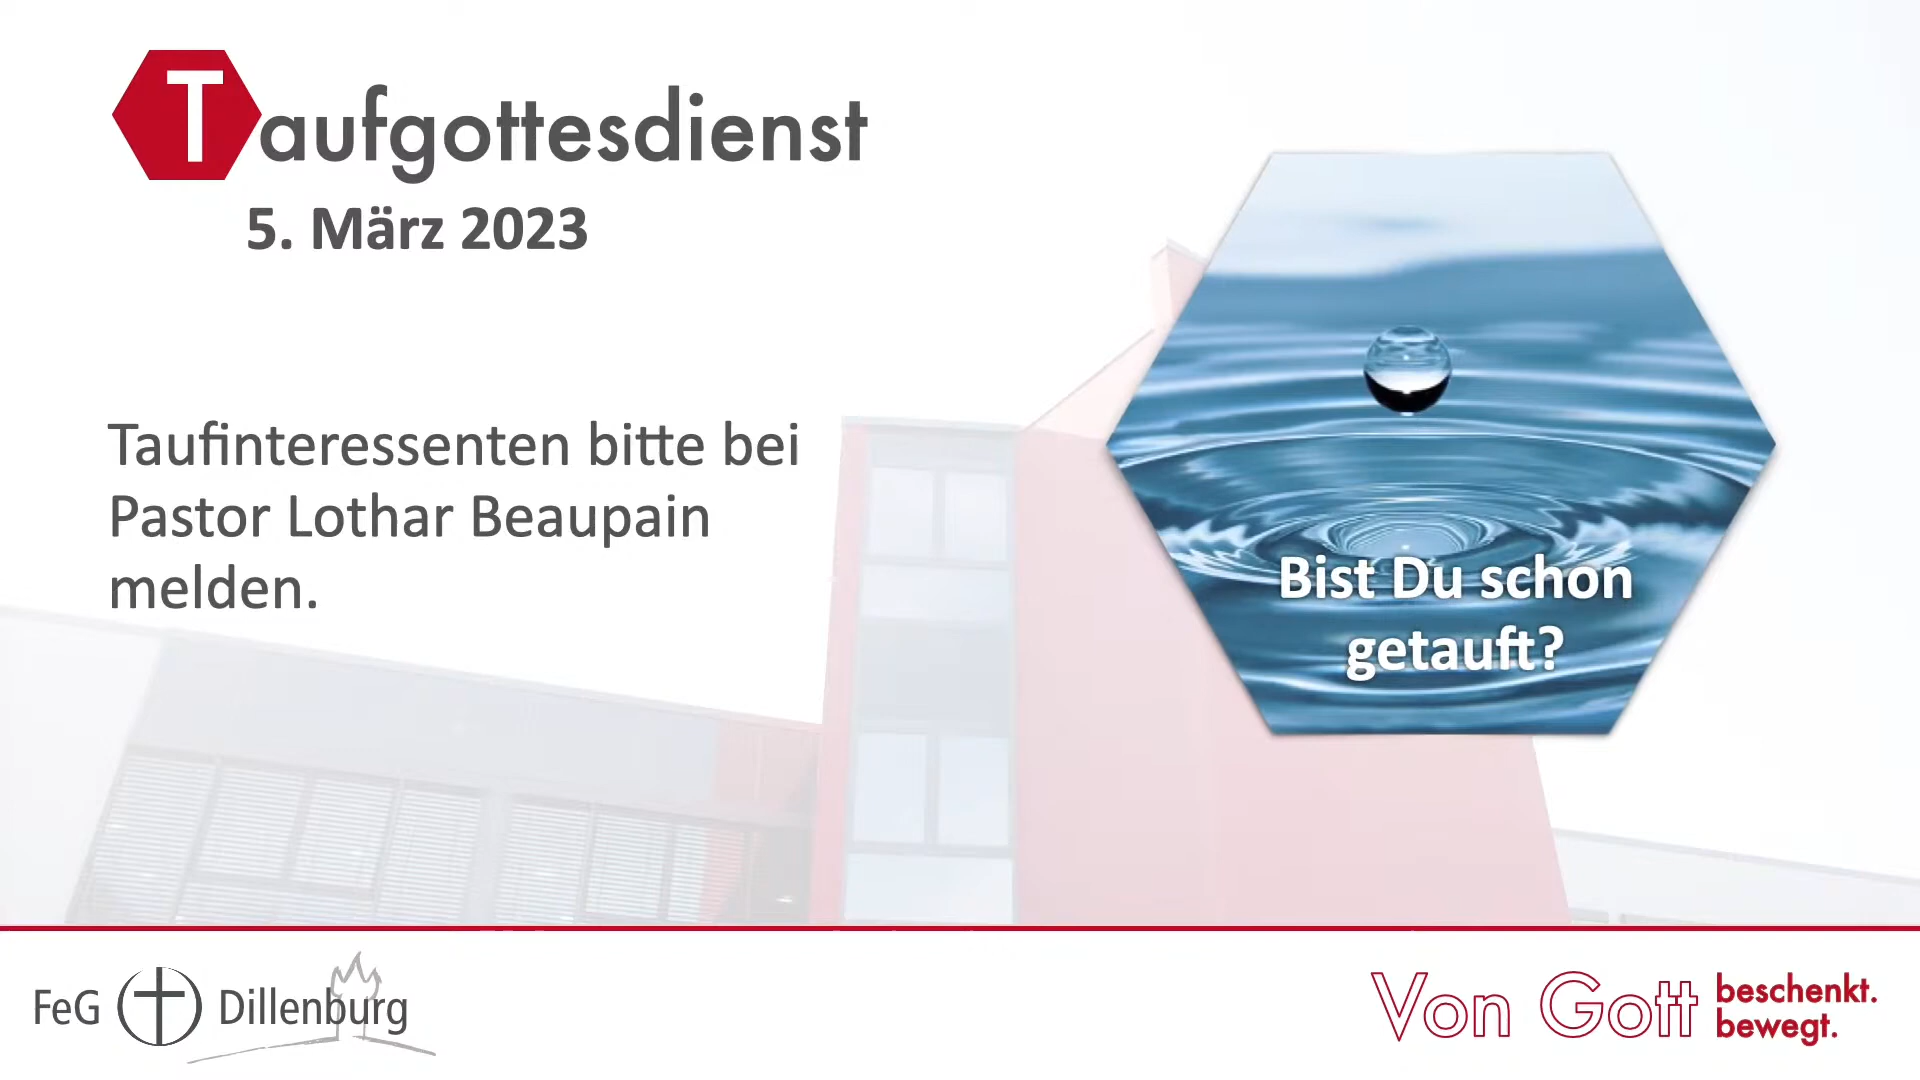 Taufgottesdienst
5. März 2023
Taufinteressenten bitte bei
Pastor Lothar Beaupain
melden.
Bist Du schon
getauft?
FeG Dillenburg
Von Gott beschenkt.
bewegt.